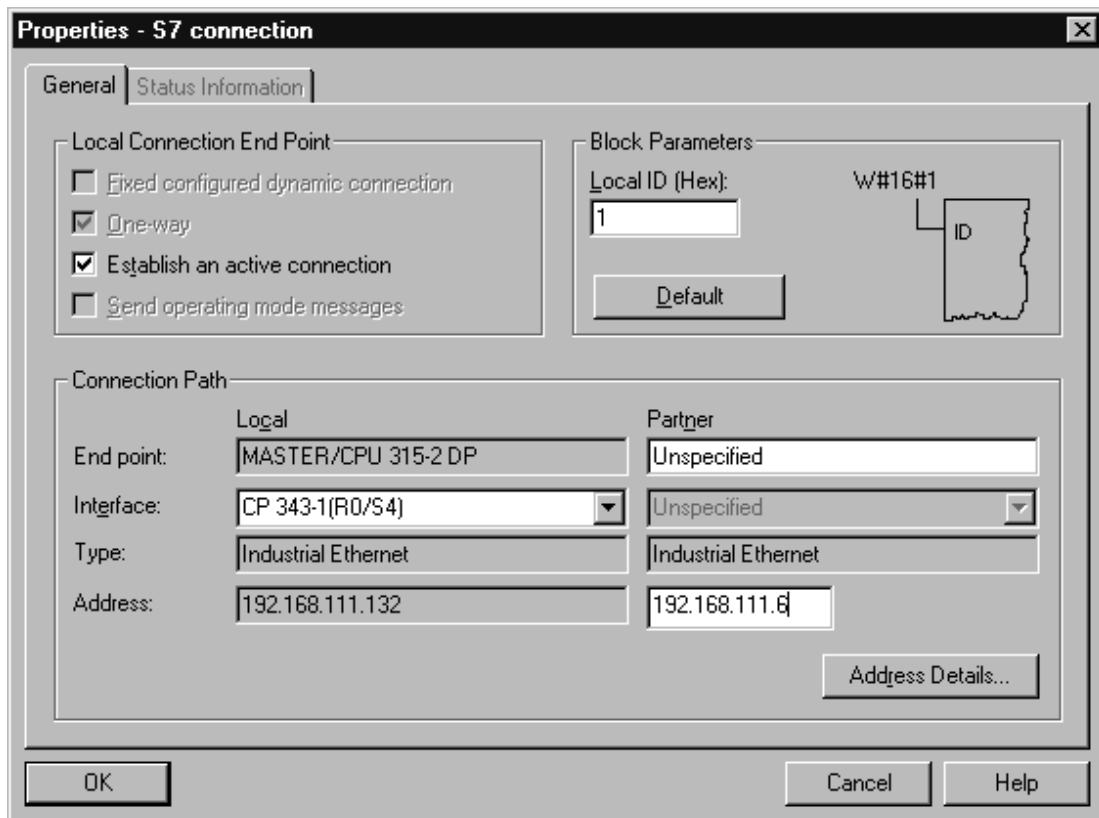 Properties - S7 connection
General
Status Information
Local Connection End Point
Fixed configured dynamic connection
One-way
Establish an active connection
Send operating mode messages
Block Parameters
Local ID (Hex):
W#16#1
1
ID
Default
Connection Path
Local
Partner
End point:
MASTER/CPU 315-2 DP
Unspecified
Interface:
CP 343-1(R0/S4)
Unspecified
Type:
Industrial Ethernet
Industrial Ethernet
Address:
192.168.111.132
192.168.111.6
Address Details...
OK
Cancel
Help